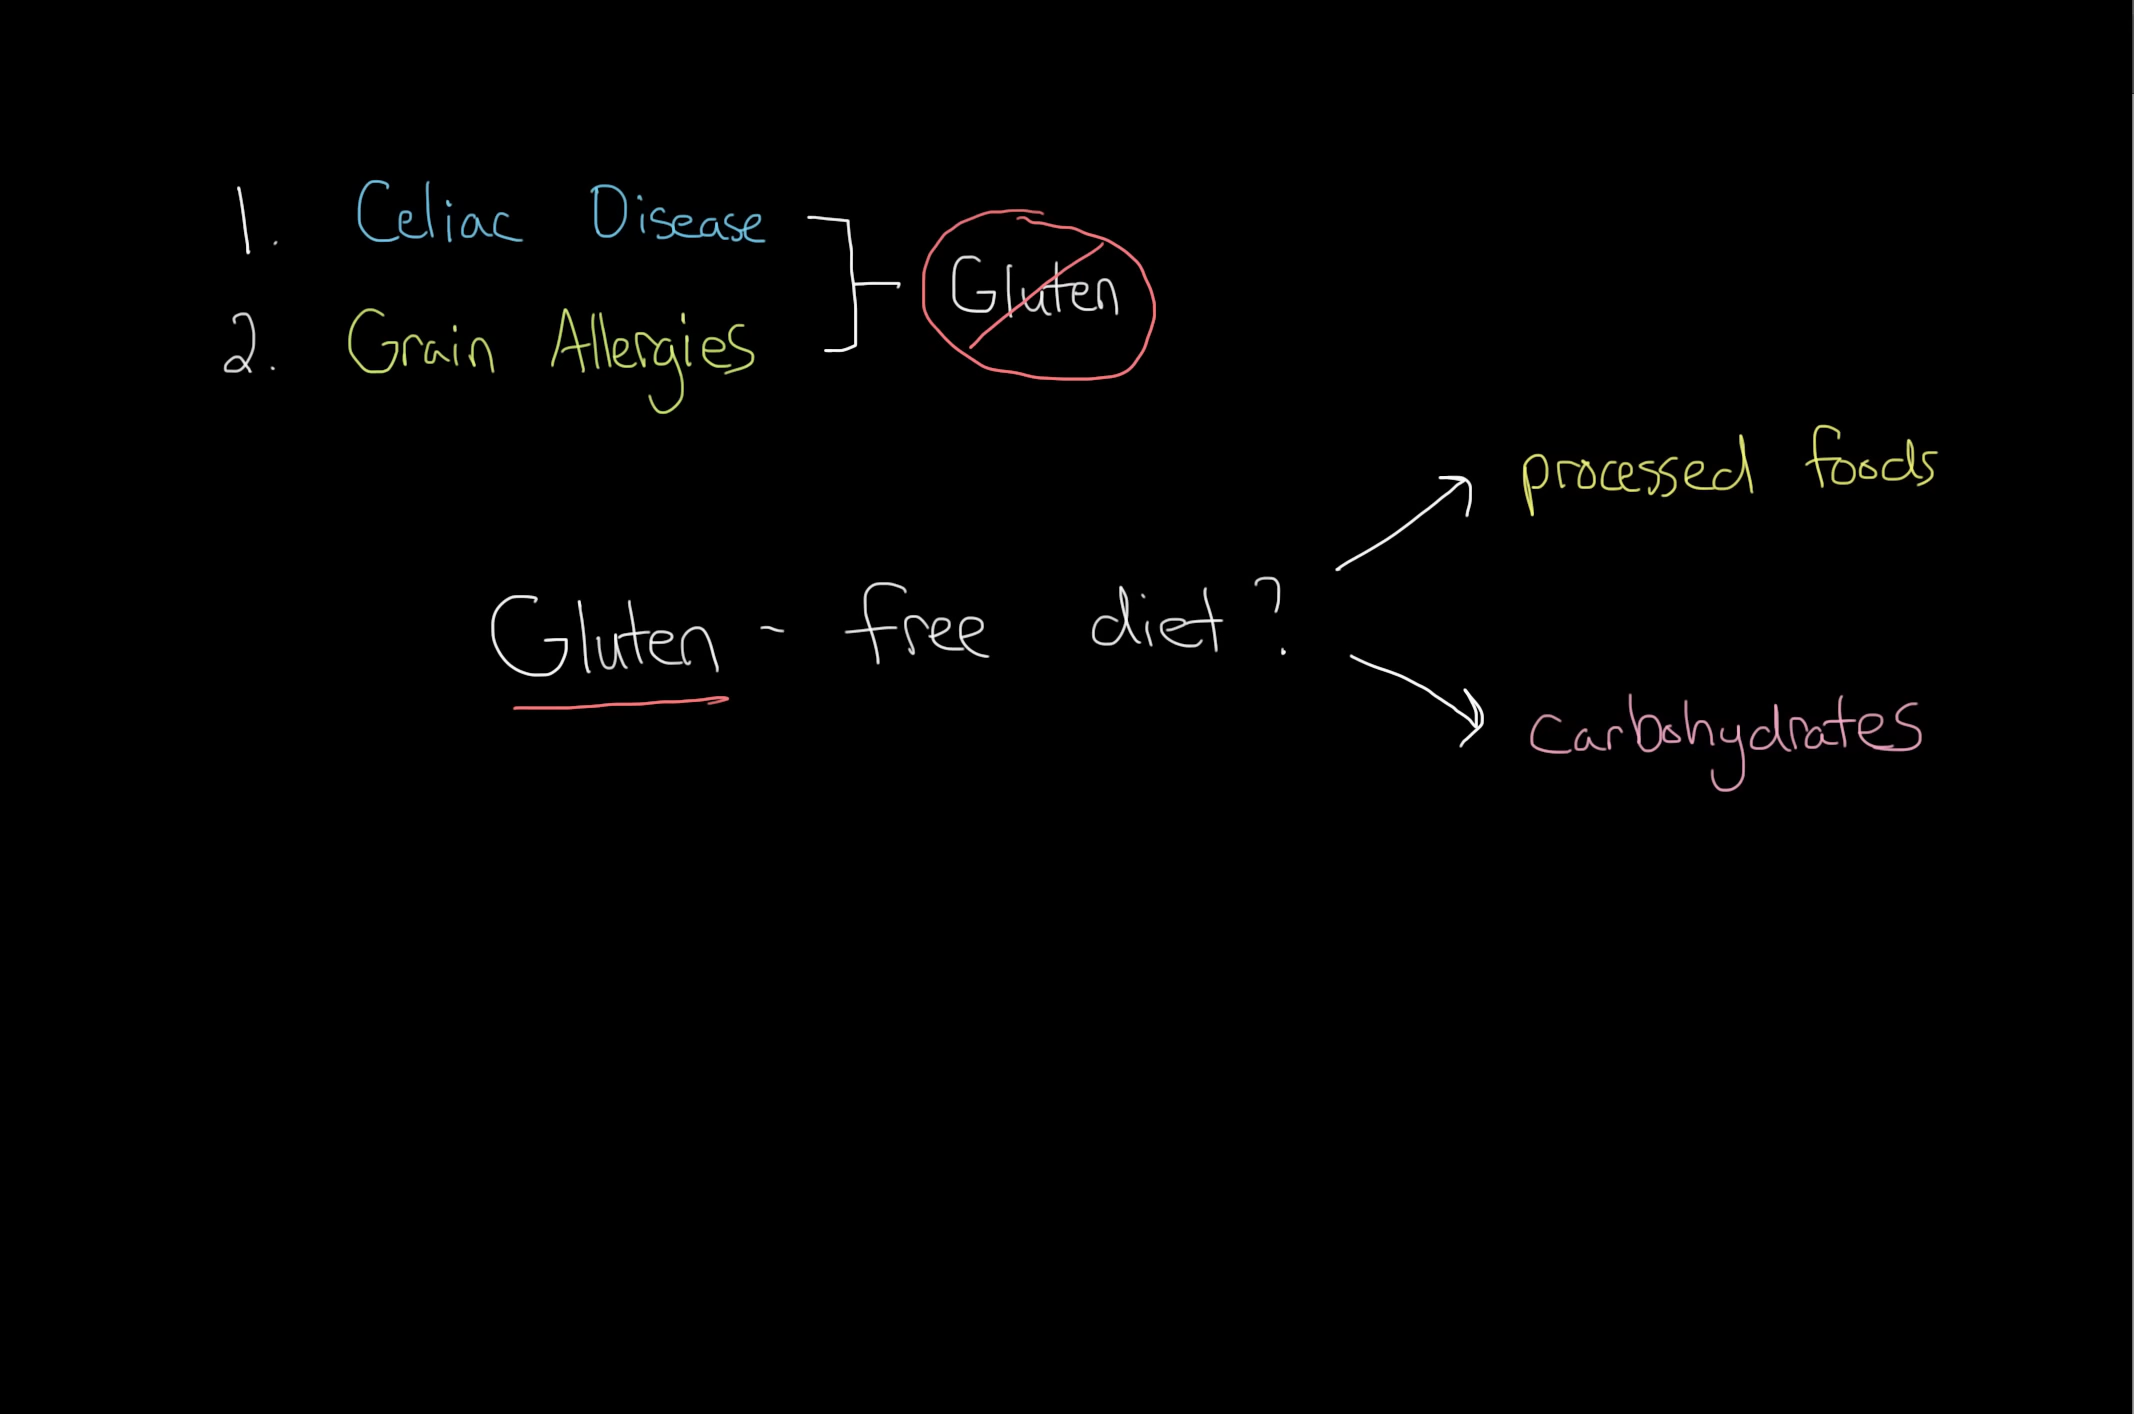 1. Celiac Disease
2. Grain Allergies
Gluten
processed foods
Gluten - free diet?
carbohydrates